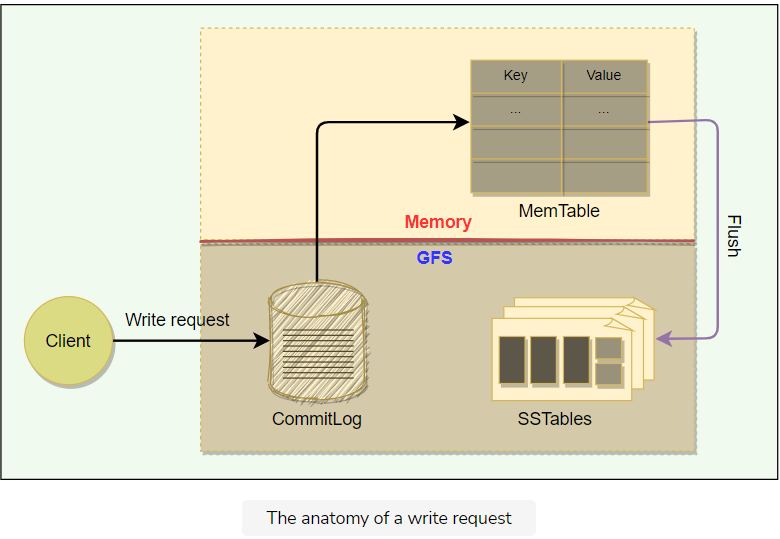 Key Value
... ...
MemTable
Memory
GFS
Flush
Client
Write request
CommitLog
SSTables
The anatomy of a write request